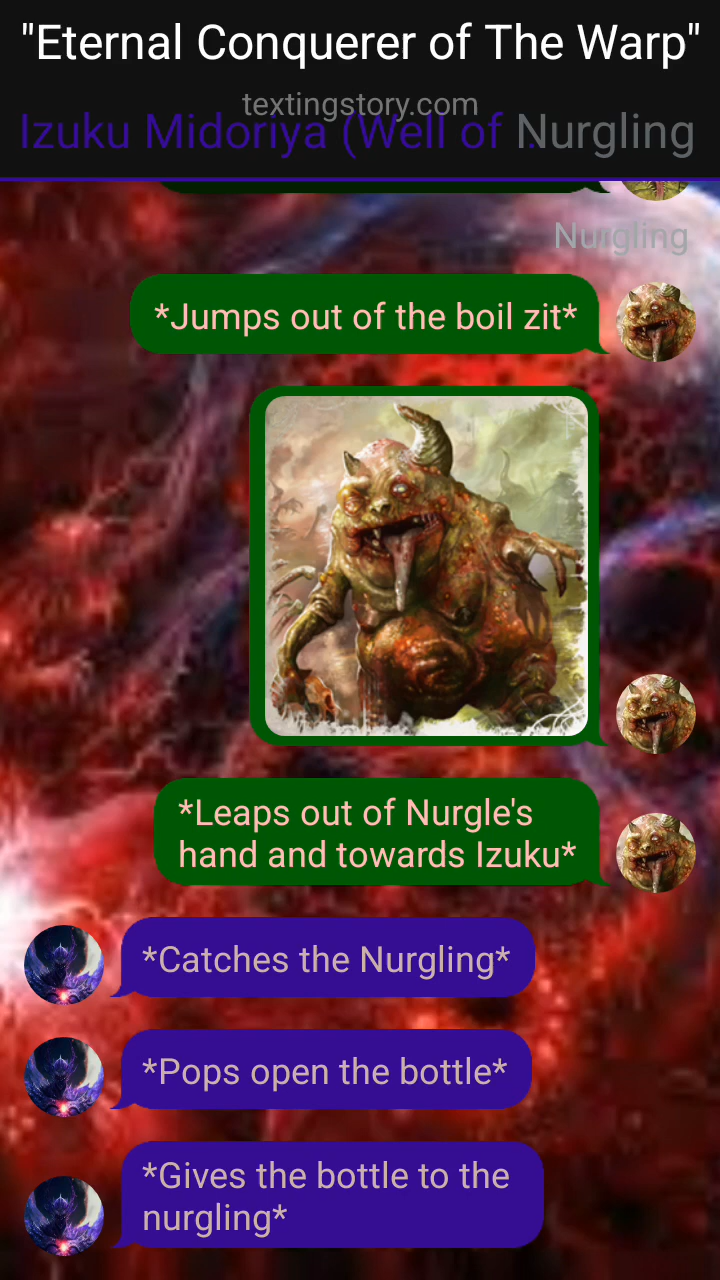 "Eternal Conquerer of The Warp"
textingstory.com
Izuku Midoriya (Well of Nurgling
Nurgling
*Jumps out of the boil zit*
*Leaps out of Nurgle's
hand and towards Izuku*
*Catches the Nurgling*
*Pops open the bottle*
*Gives the bottle to the
nurgling*